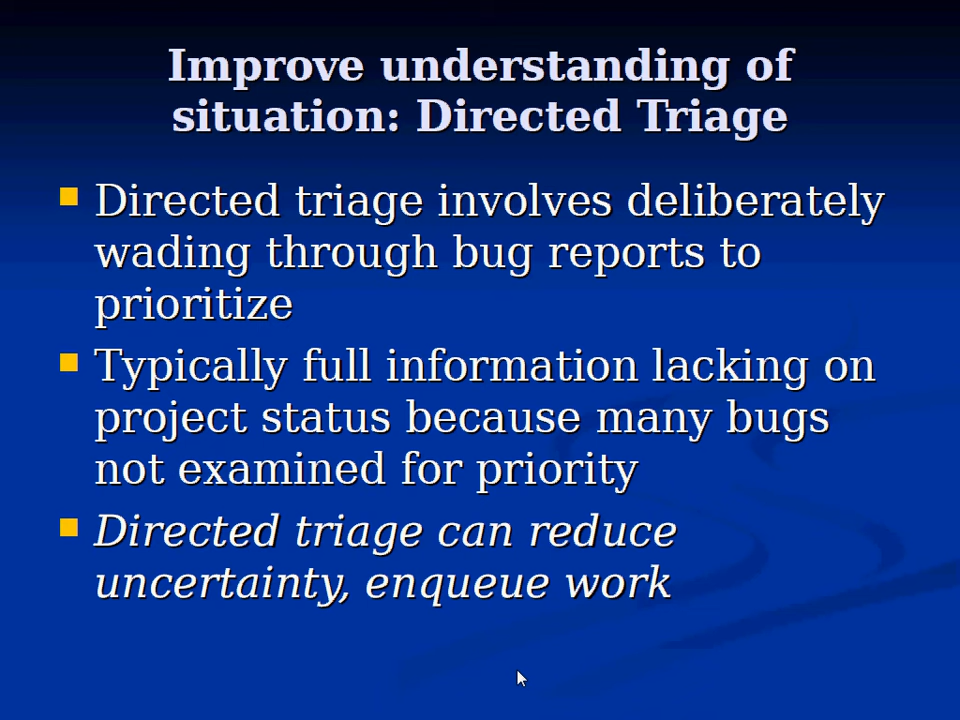 Improve understanding of
situation: Directed Triage
Directed triage involves deliberately
wading through bug reports to
prioritize
Typically full information lacking on
project status because many bugs
not examined for priority
Directed triage can reduce
uncertainty, enqueue work